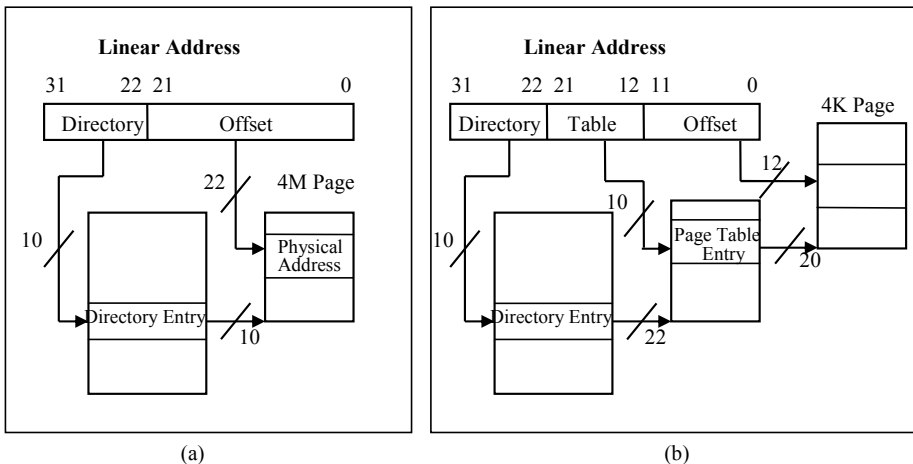 Linear Address
31 22 21 0
Directory Offset
22
4M Page
10
Physical
Address
Directory Entry
10
(a)
Linear Address
31 22 21 12 11 0
4K Page
Directory Table Offset
12
10
10
Page Table
Entry
20
Directory Entry
22
(b)